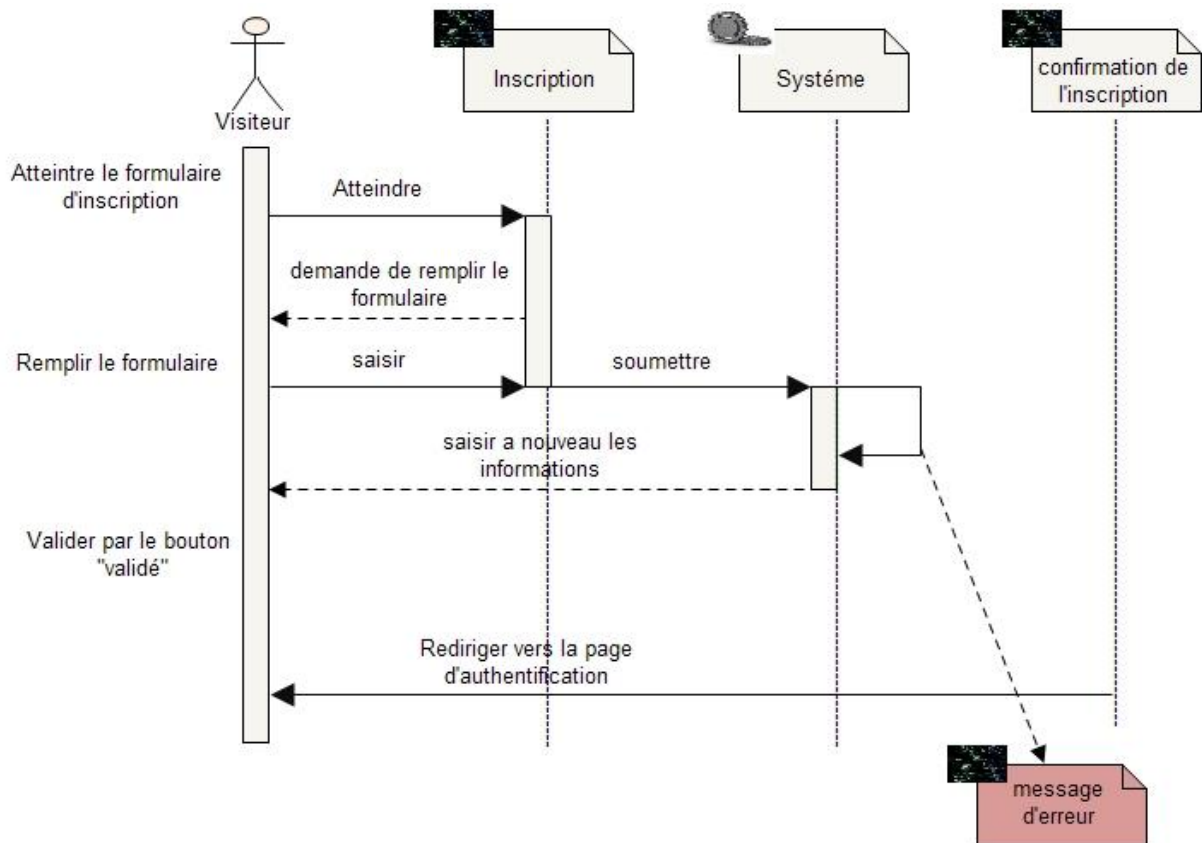 Visiteur
Inscription
Systéme
confirmation de
l'inscription
Atteintre le formulaire
d'inscription
Atteindre
demande de remplir le
formulaire
Remplir le formulaire
saisir
soumettre
saisir a nouveau les
informations
Valider par le bouton
"validé"
Rediriger vers la page
d'authentification
message
d'erreur